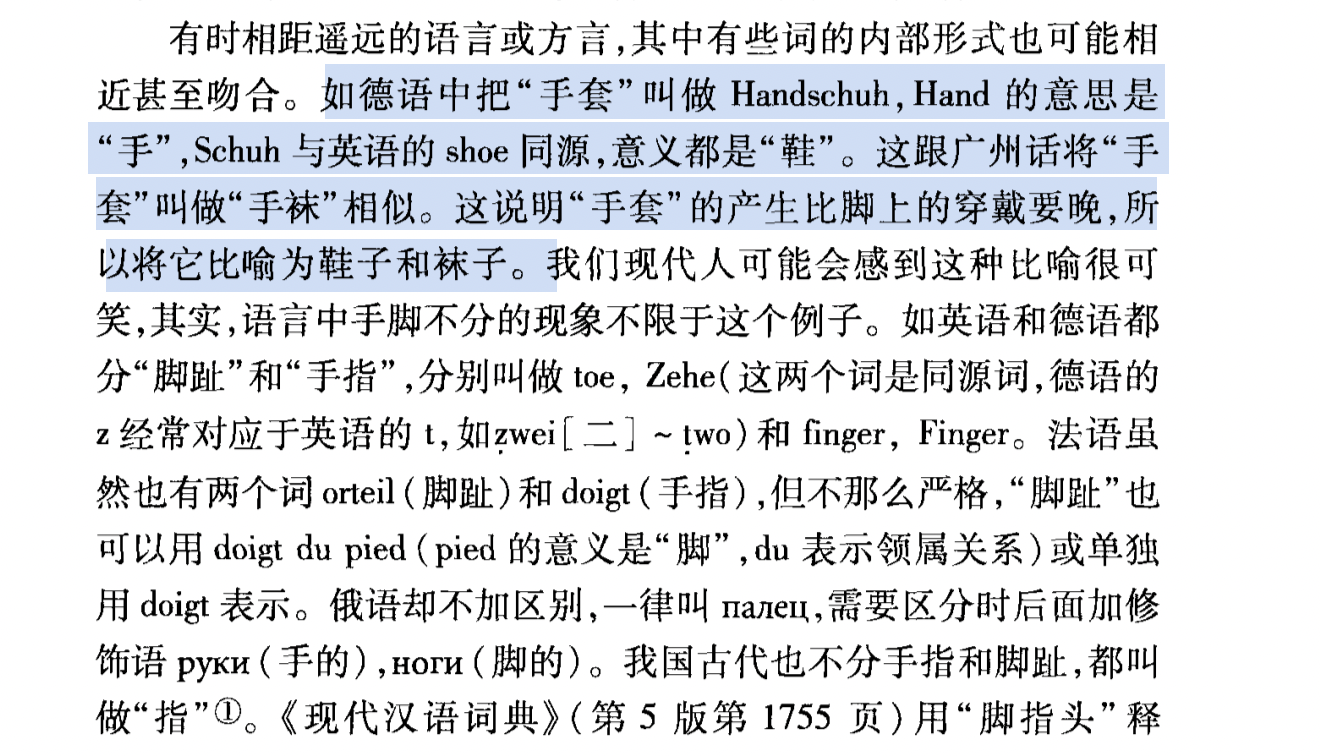 有时相距遥远的语言或方言,其中有些词的内部形式也可能相
近甚至吻合。如德语中把“手套”叫做 Handschuh, Hand 的意思是
“手”,Schuh 与英语的 shoe 同源,意义都是“鞋”。这跟广州话将“手
套”叫做“手袜”相似。这说明“手套”的产生比脚上的穿戴要晚,所
以将它比喻为鞋子和袜子。我们现代人可能会感到这种比喻很可
笑,其实,语言中手脚不分的现象不限于这个例子。如英语和德语都
分“脚趾”和“手指”,分别叫做 toe, Zehe(这两个词是同源词,德语的
z 经常对应于英语的 t,如ẓwei[二]~ṭwo)和 finger, Finger。法语虽
然也有两个词 orteil(脚趾)和 doigt(手指),但不那么严格,“脚趾”也
可以用 doigt du pied(pied 的意义是“脚”,du 表示领属关系)或单独
用 doigt 表示。俄语却不加区别,一律叫 палец,需要区分时后面加修
饰语 руки(手的),ноги(脚的)。我国古代也不分手指和脚趾,都叫
做“指”①。《现代汉语词典》(第 5 版第 1755 页)用“脚指头”释